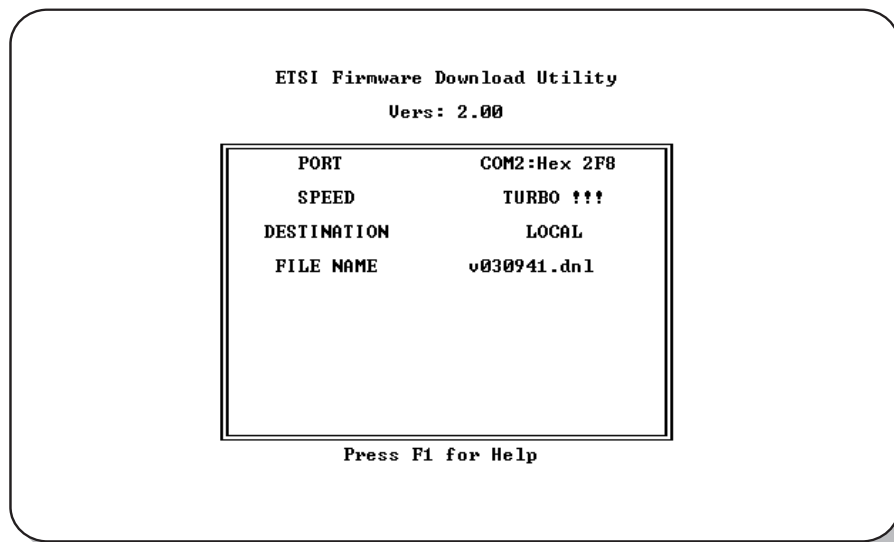 ETSI Firmware Download Utility
Vers: 2.00
PORT COM2:Hex 2F8
SPEED TURBO !!!
DESTINATION LOCAL
FILE NAME v030941.dnl
Press F1 for Help